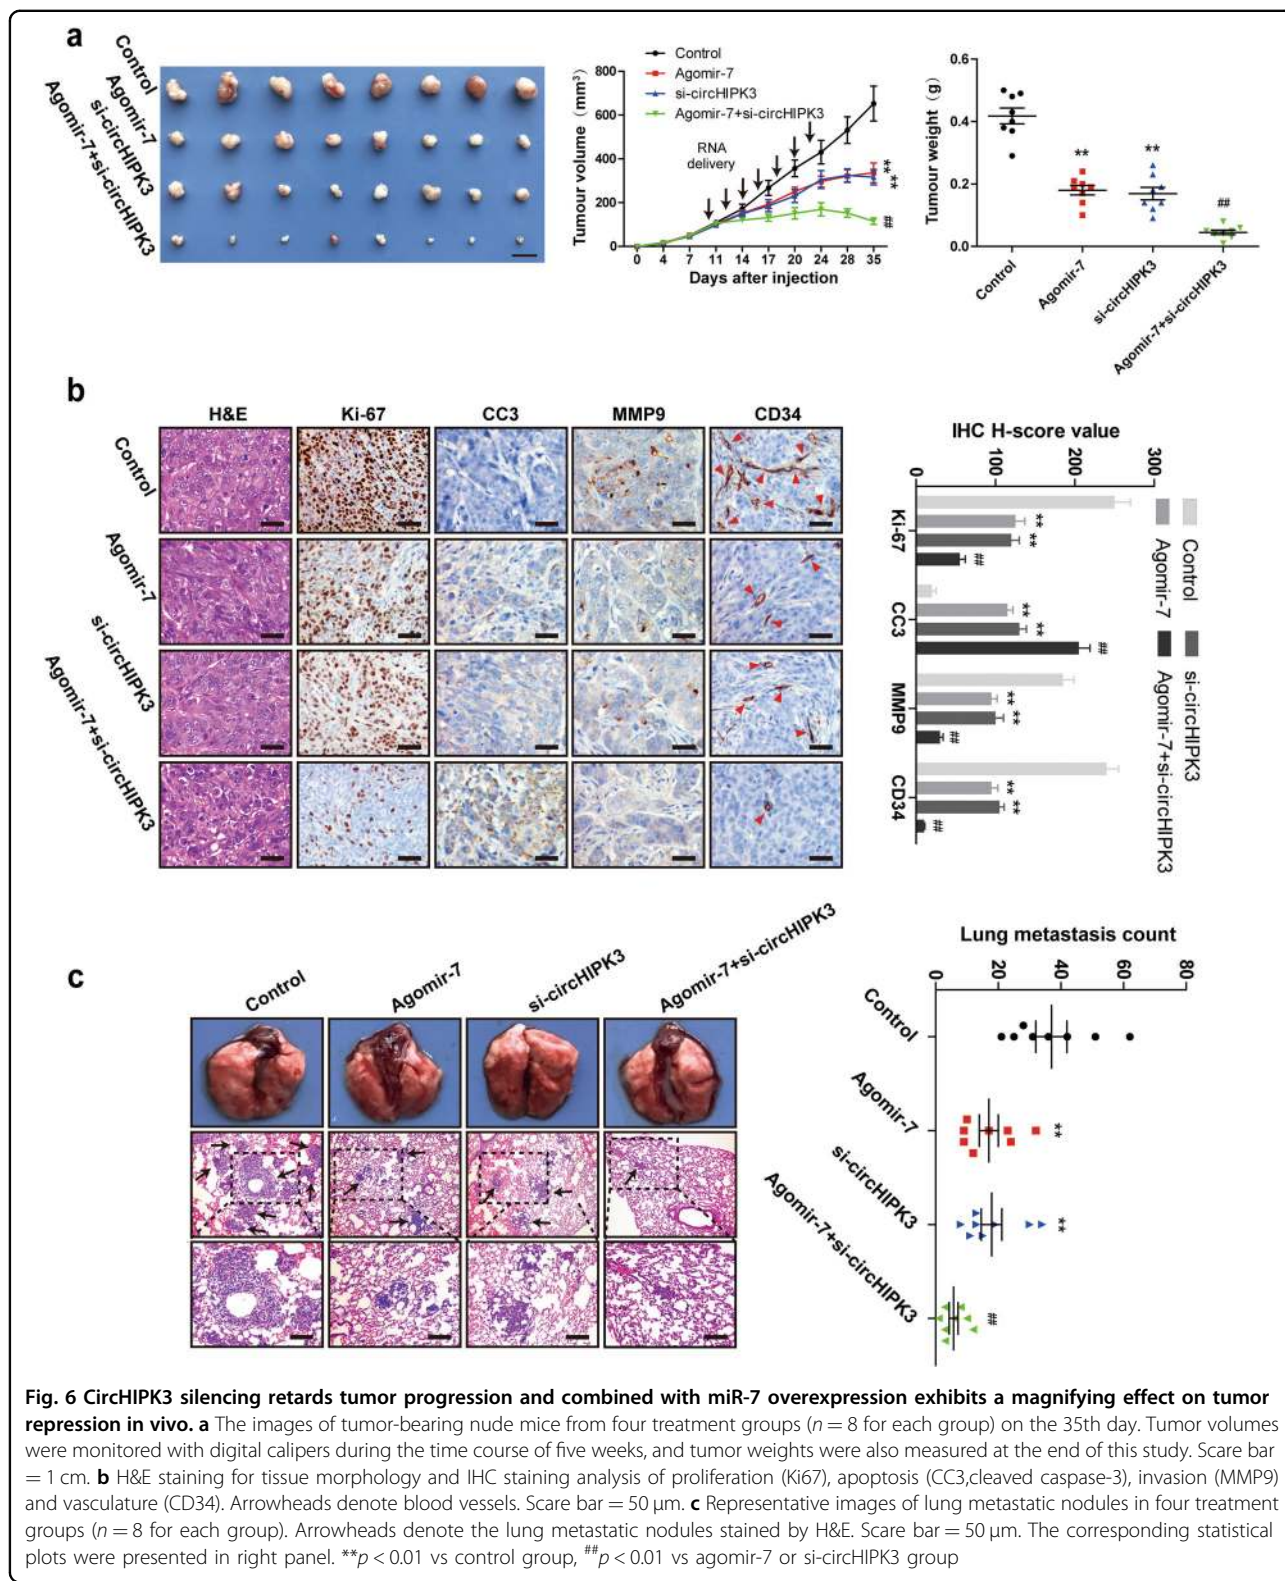 a
Control
Agomir-7
si-circHIPK3
Agomir-7+si-circHIPK3
Control
Agomir-7
si-circHIPK3
Agomir-7+si-circHIPK3
Tumour volume (mm³)
800
600
400
200
0
RNA
delivery
**
**
##
0 4 7 11 14 17 20 24 28 35
Days after injection
Tumour weight (g)
0.6
0.4
0.2
0.0
**
**
##
Control
Agomir-7
si-circHIPK3
Agomir-7+si-circHIPK3
b
H&E Ki-67 CC3 MMP9 CD34
Control
Agomir-7
si-circHIPK3
Agomir-7+si-circHIPK3
IHC H-score value
0 100 200 300
Ki-67
**
**
##
CC3
**
**
##
MMP9
**
**
##
CD34
**
**
##
Control
Agomir-7
si-circHIPK3
Agomir-7+si-circHIPK3
c
Control
Agomir-7
si-circHIPK3
Agomir-7+si-circHIPK3
Lung metastasis count
0 20 40 60 80
Control
Agomir-7
**
si-circHIPK3
**
Agomir-7+si-circHIPK3
##
Fig. 6 CircHIPK3 silencing retards tumor progression and combined with miR-7 overexpression exhibits a magnifying effect on tumor
repression in vivo. a The images of tumor-bearing nude mice from four treatment groups (n = 8 for each group) on the 35th day. Tumor volumes
were monitored with digital calipers during the time course of five weeks, and tumor weights were also measured at the end of this study. Scare bar
= 1 cm. b H&E staining for tissue morphology and IHC staining analysis of proliferation (Ki67), apoptosis (CC3,cleaved caspase-3), invasion (MMP9)
and vasculature (CD34). Arrowheads denote blood vessels. Scare bar = 50 μm. c Representative images of lung metastatic nodules in four treatment
groups (n = 8 for each group). Arrowheads denote the lung metastatic nodules stained by H&E. Scare bar = 50 μm. The corresponding statistical
plots were presented in right panel. **p < 0.01 vs control group, ##p < 0.01 vs agomir-7 or si-circHIPK3 group